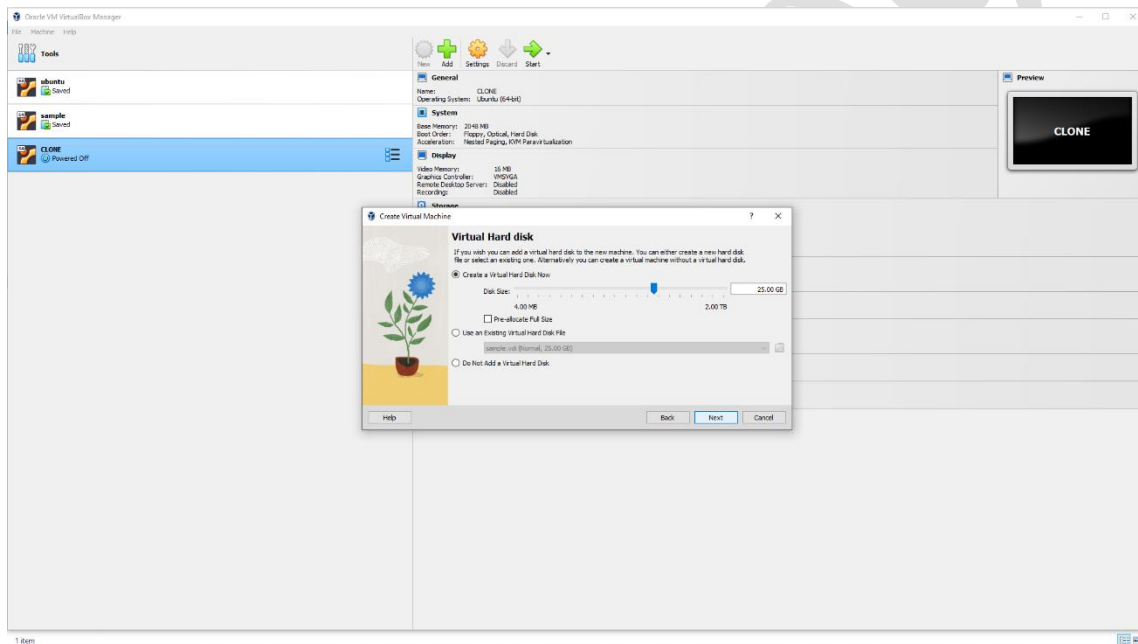 Oracle VM VirtualBox Manager
File Machine Help
Tools
ubuntu
Saved
sample
Saved
CLONE
Powered Off
New Add Settings Discard Start
General
Name: CLONE
Operating System: Ubuntu (64-bit)
System
Base Memory: 2048 MB
Boot Order: Floppy, Optical, Hard Disk
Acceleration: Nested Paging, KVM Paravirtualization
Display
Video Memory: 16 MB
Graphics Controller: VMSVGA
Remote Desktop Server: Disabled
Recording: Disabled
Storage
Preview
CLONE
Create Virtual Machine
Virtual Hard disk
If you wish you can add a virtual hard disk to the new machine. You can either create a new hard disk
file or select an existing one. Alternatively you can create a virtual machine without a virtual hard disk.
Create a Virtual Hard Disk Now
Disk Size: 25.00 GB
4.00 MB 2.00 TB
Pre-allocate Full Size
Use an Existing Virtual Hard Disk File
sample.vdi (Normal, 25.00 GB)
Do Not Add a Virtual Hard Disk
Help Back Next Cancel
1 item